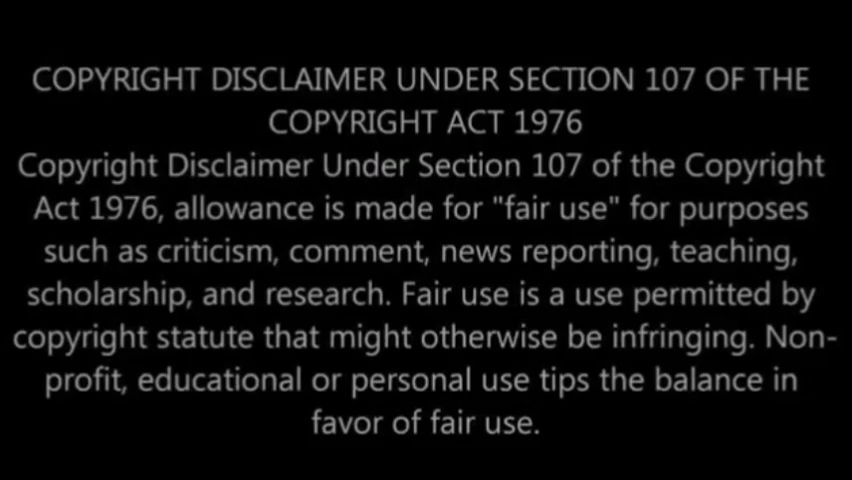 COPYRIGHT DISCLAIMER UNDER SECTION 107 OF THE
COPYRIGHT ACT 1976
Copyright Disclaimer Under Section 107 of the Copyright
Act 1976, allowance is made for "fair use" for purposes
such as criticism, comment, news reporting, teaching,
scholarship, and research. Fair use is a use permitted by
copyright statute that might otherwise be infringing. Non-
profit, educational or personal use tips the balance in
favor of fair use.